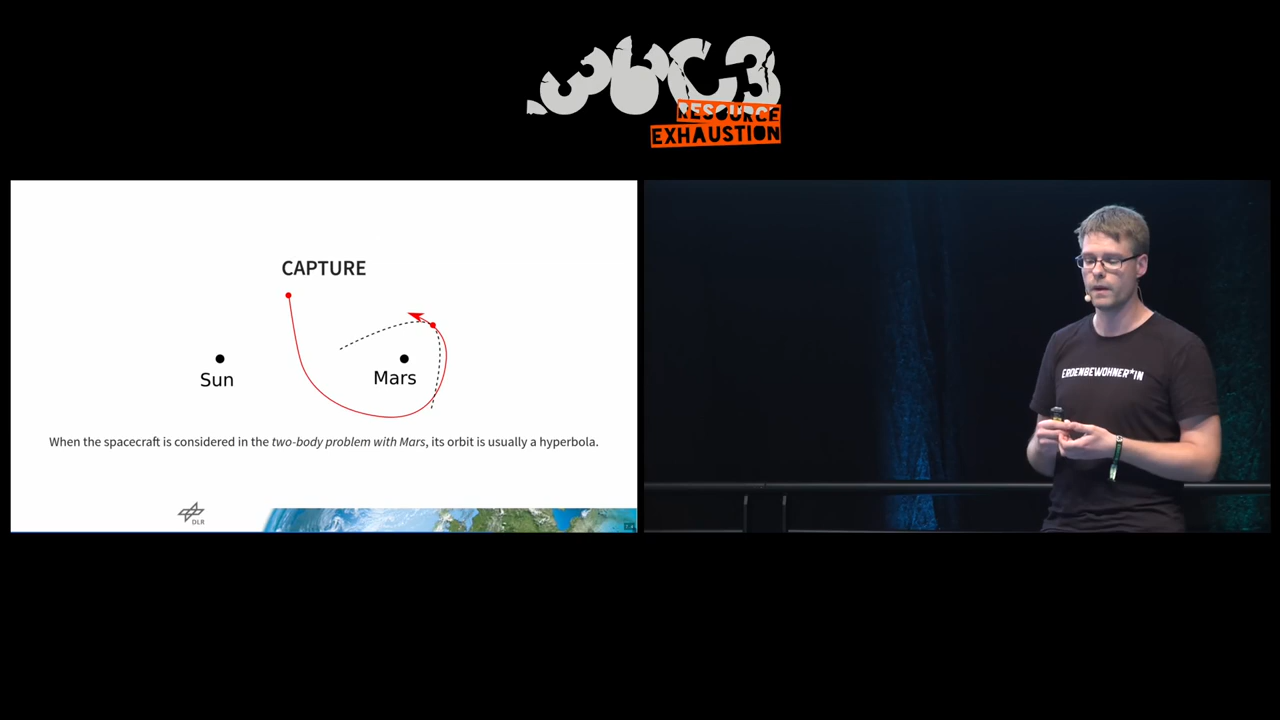 36C3
RESOURCE
EXHAUSTION
CAPTURE
Sun
Mars
When the spacecraft is considered in the two-body problem with Mars, its orbit is usually a hyperbola.
DLR
ERDENBEWOHNER*IN